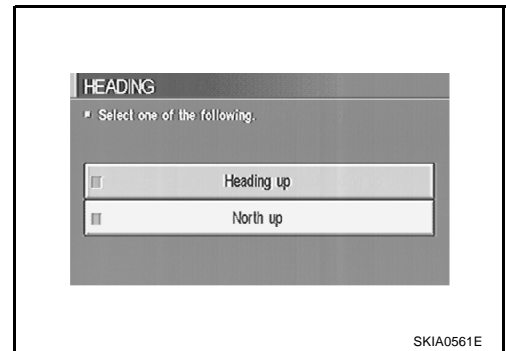 HEADING
Select one of the following.
Heading up
North up
SKIA0561E